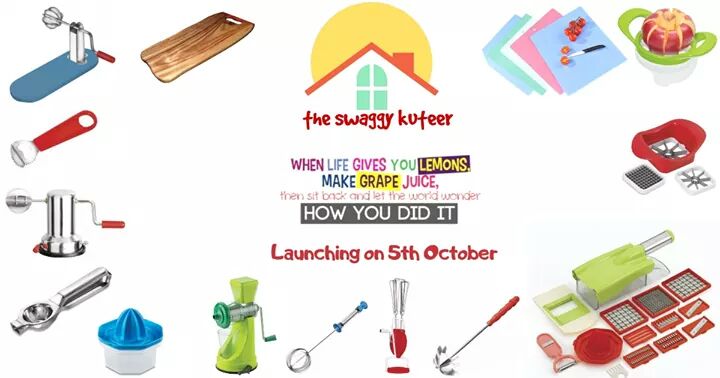 the swaggy kuteer
WHEN LIFE GIVES YOU LEMONS,
MAKE GRAPE JUICE,
then sit back and let the world wonder
HOW YOU DID IT
Launching on 5th October